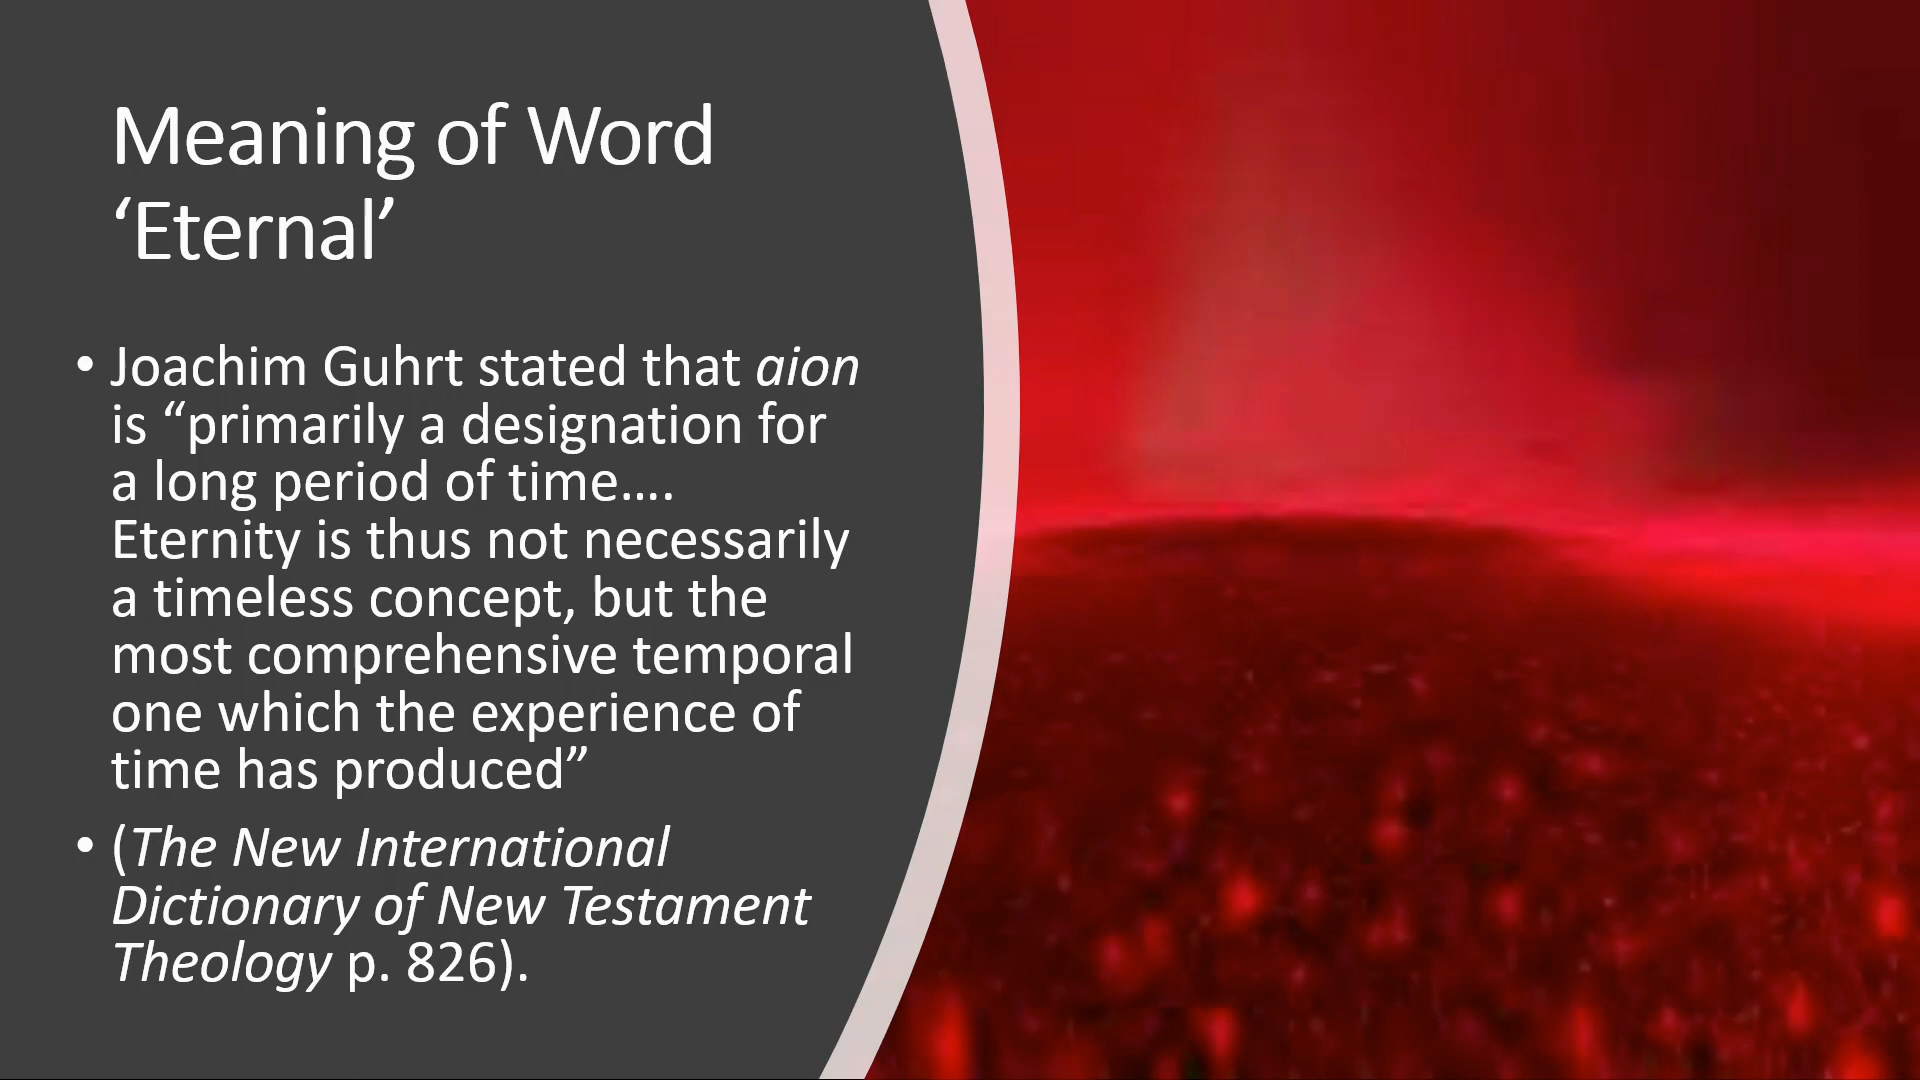 Meaning of Word
‘Eternal’
• Joachim Guhrt stated that aion
is “primarily a designation for
a long period of time….
Eternity is thus not necessarily
a timeless concept, but the
most comprehensive temporal
one which the experience of
time has produced”
• (The New International
Dictionary of New Testament
Theology p. 826).